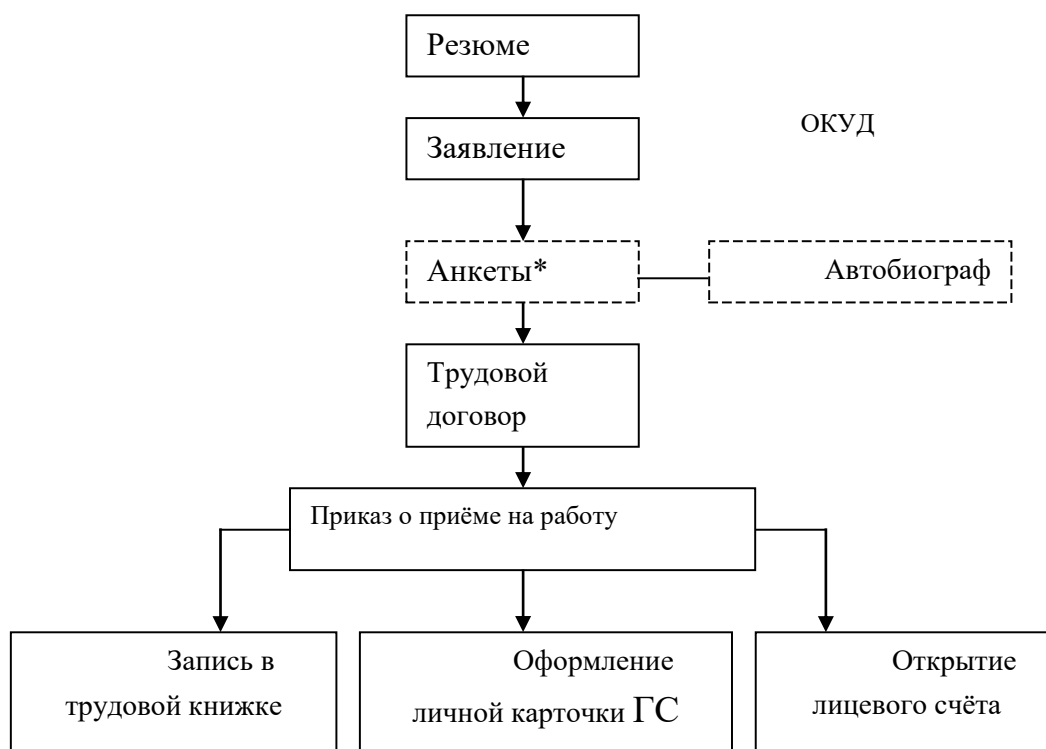 Резюме
ОКУД
Заявление
Анкеты*
Автобиограф
Трудовой
договор
Приказ о приёме на работу
Запись в
трудовой книжке
Оформление
личной карточки ГС
Открытие
лицевого счёта